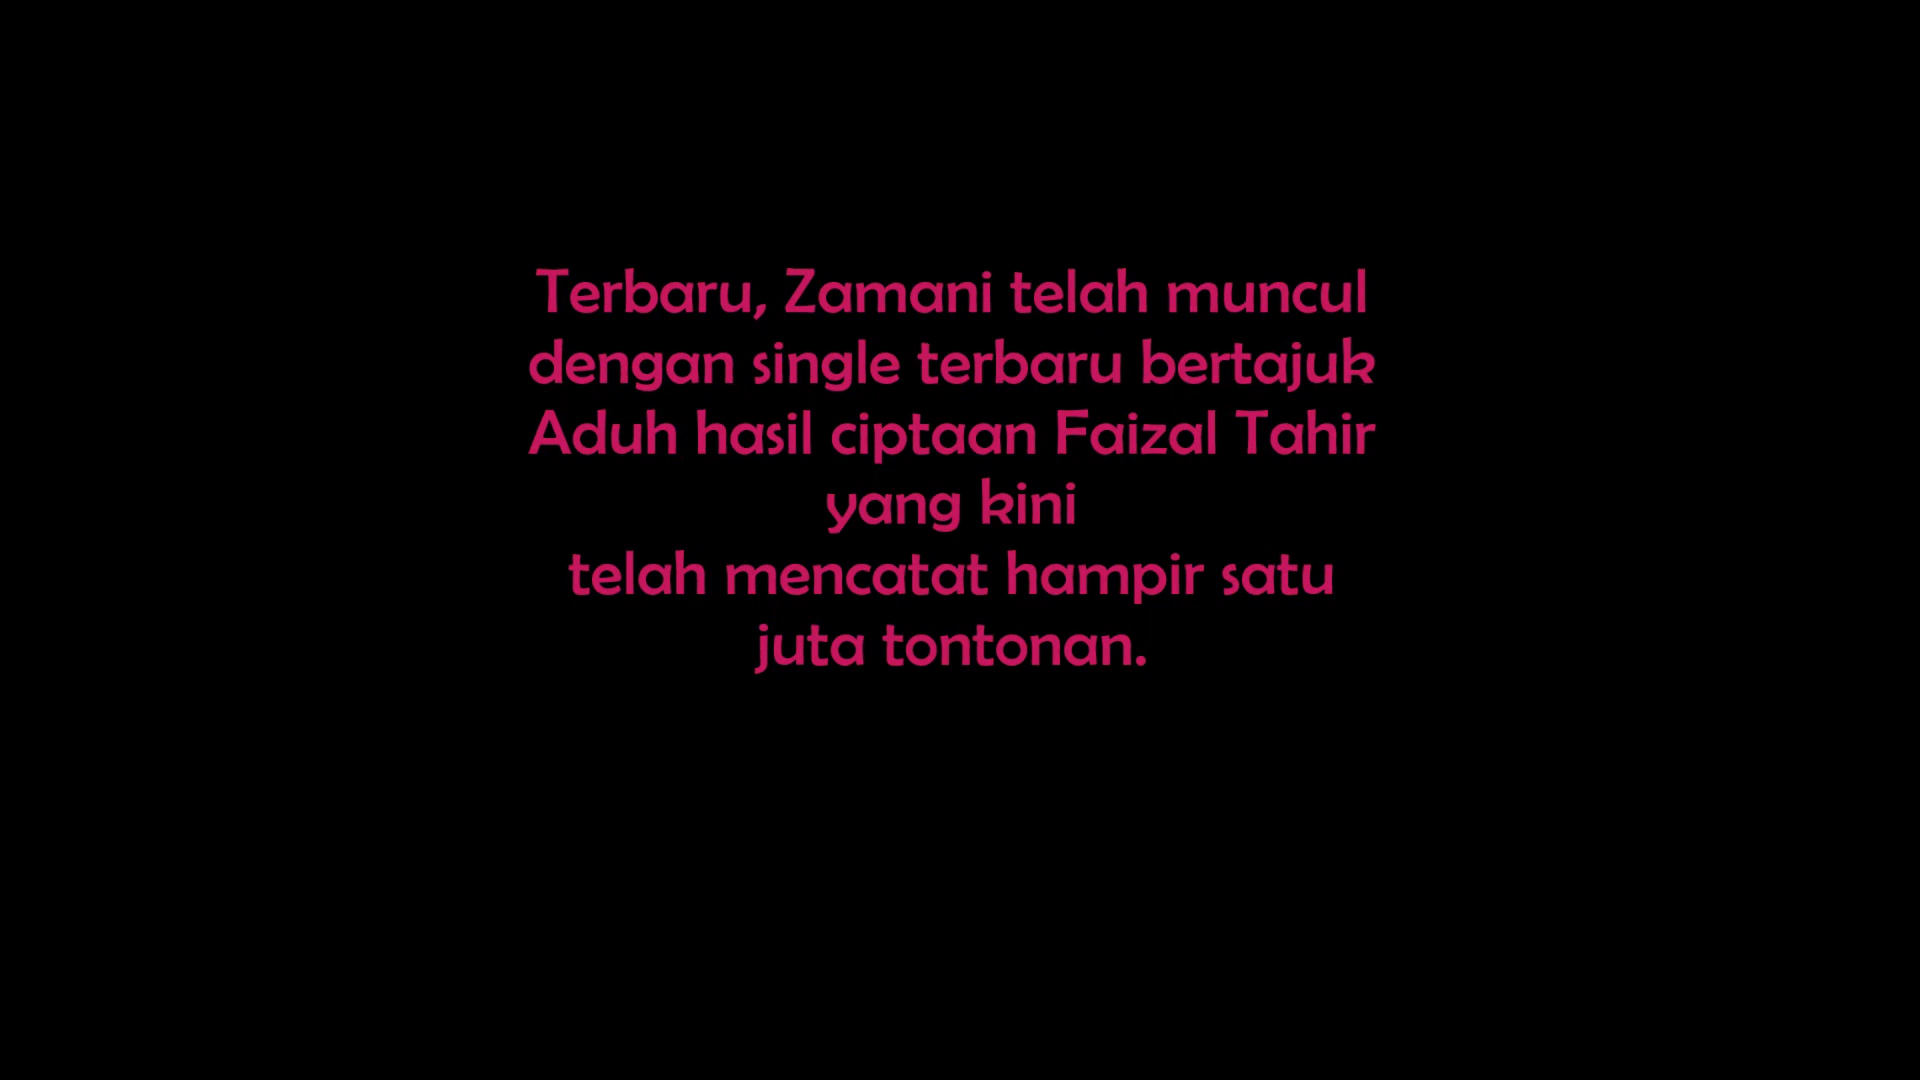 Terbaru, Zamani telah muncul
dengan single terbaru bertajuk
Aduh hasil ciptaan Faizal Tahir
yang kini
telah mencatat hampir satu
juta tontonan.